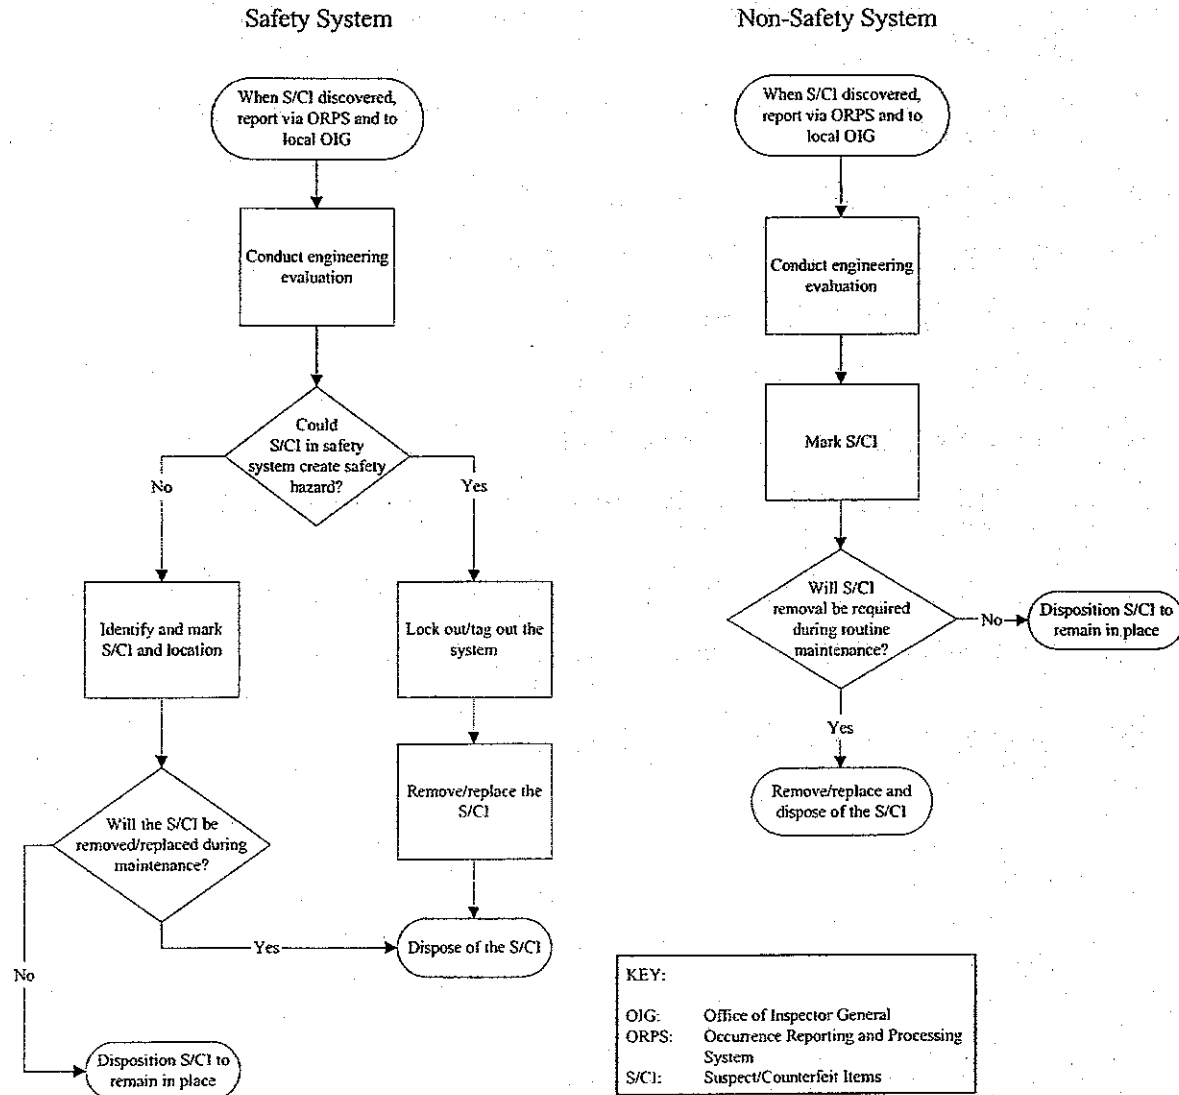 Safety System
When S/CI discovered,
report via ORPS and to
local OIG
Conduct engineering
evaluation
Could
S/CI in safety
system create safety
hazard?
No
Yes
Identify and mark
S/CI and location
Lock out/tag out the
system
Will the S/CI be
removed/replaced during
maintenance?
Remove/replace the
S/CI
Yes
Dispose of the S/CI
No
Disposition S/CI to
remain in place
Non-Safety System
When S/CI discovered,
report via ORPS and to
local OIG
Conduct engineering
evaluation
Mark S/CI
Will S/CI
removal be required
during routine
maintenance?
No
Disposition S/CI to
remain in place
Yes
Remove/replace and
dispose of the S/CI
KEY:
OIG: Office of Inspector General
ORPS: Occurrence Reporting and Processing
System
S/CI: Suspect/Counterfeit Items